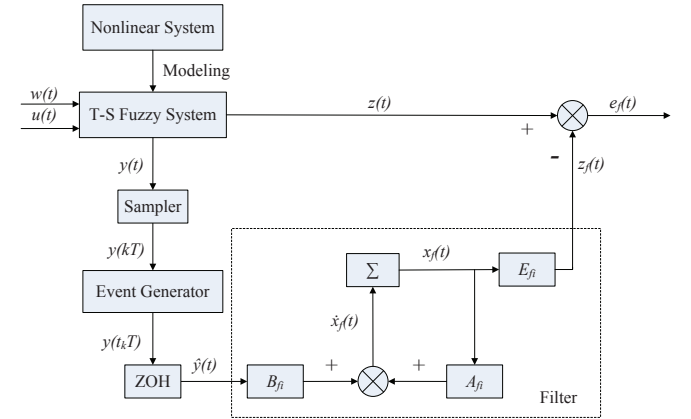 Nonlinear System
Modeling
w(t)
u(t)
T-S Fuzzy System
z(t)
+
-
e_f(t)
z_f(t)
y(t)
Sampler
y(kT)
Event Generator
y(t_kT)
ZOH
ŷ(t)
B_fi
+
+
A_fi
ẋ_f(t)
∑
x_f(t)
E_fi
Filter